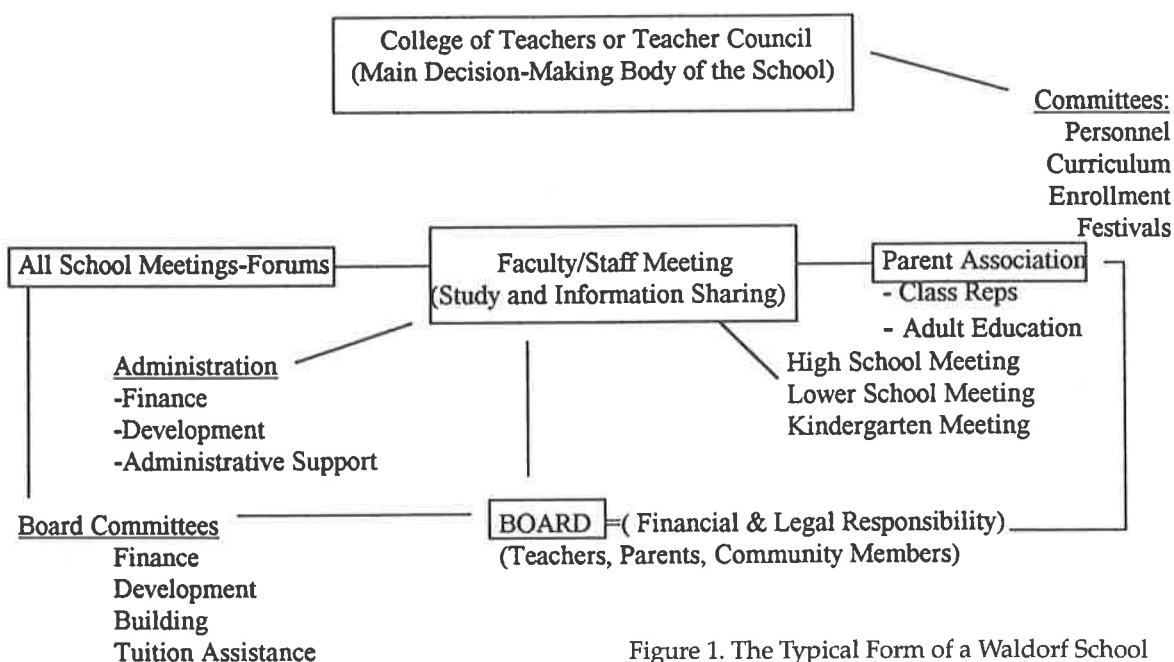 College of Teachers or Teacher Council
(Main Decision-Making Body of the School)
Committees:
Personnel
Curriculum
Enrollment
Festivals
All School Meetings-Forums
Faculty/Staff Meeting
(Study and Information Sharing)
Parent Association
- Class Reps
- Adult Education
High School Meeting
Lower School Meeting
Kindergarten Meeting
Administration
-Finance
-Development
-Administrative Support
Board Committees
Finance
Development
Building
Tuition Assistance
BOARD =( Financial & Legal Responsibility)
(Teachers, Parents, Community Members)
Figure 1. The Typical Form of a Waldorf School